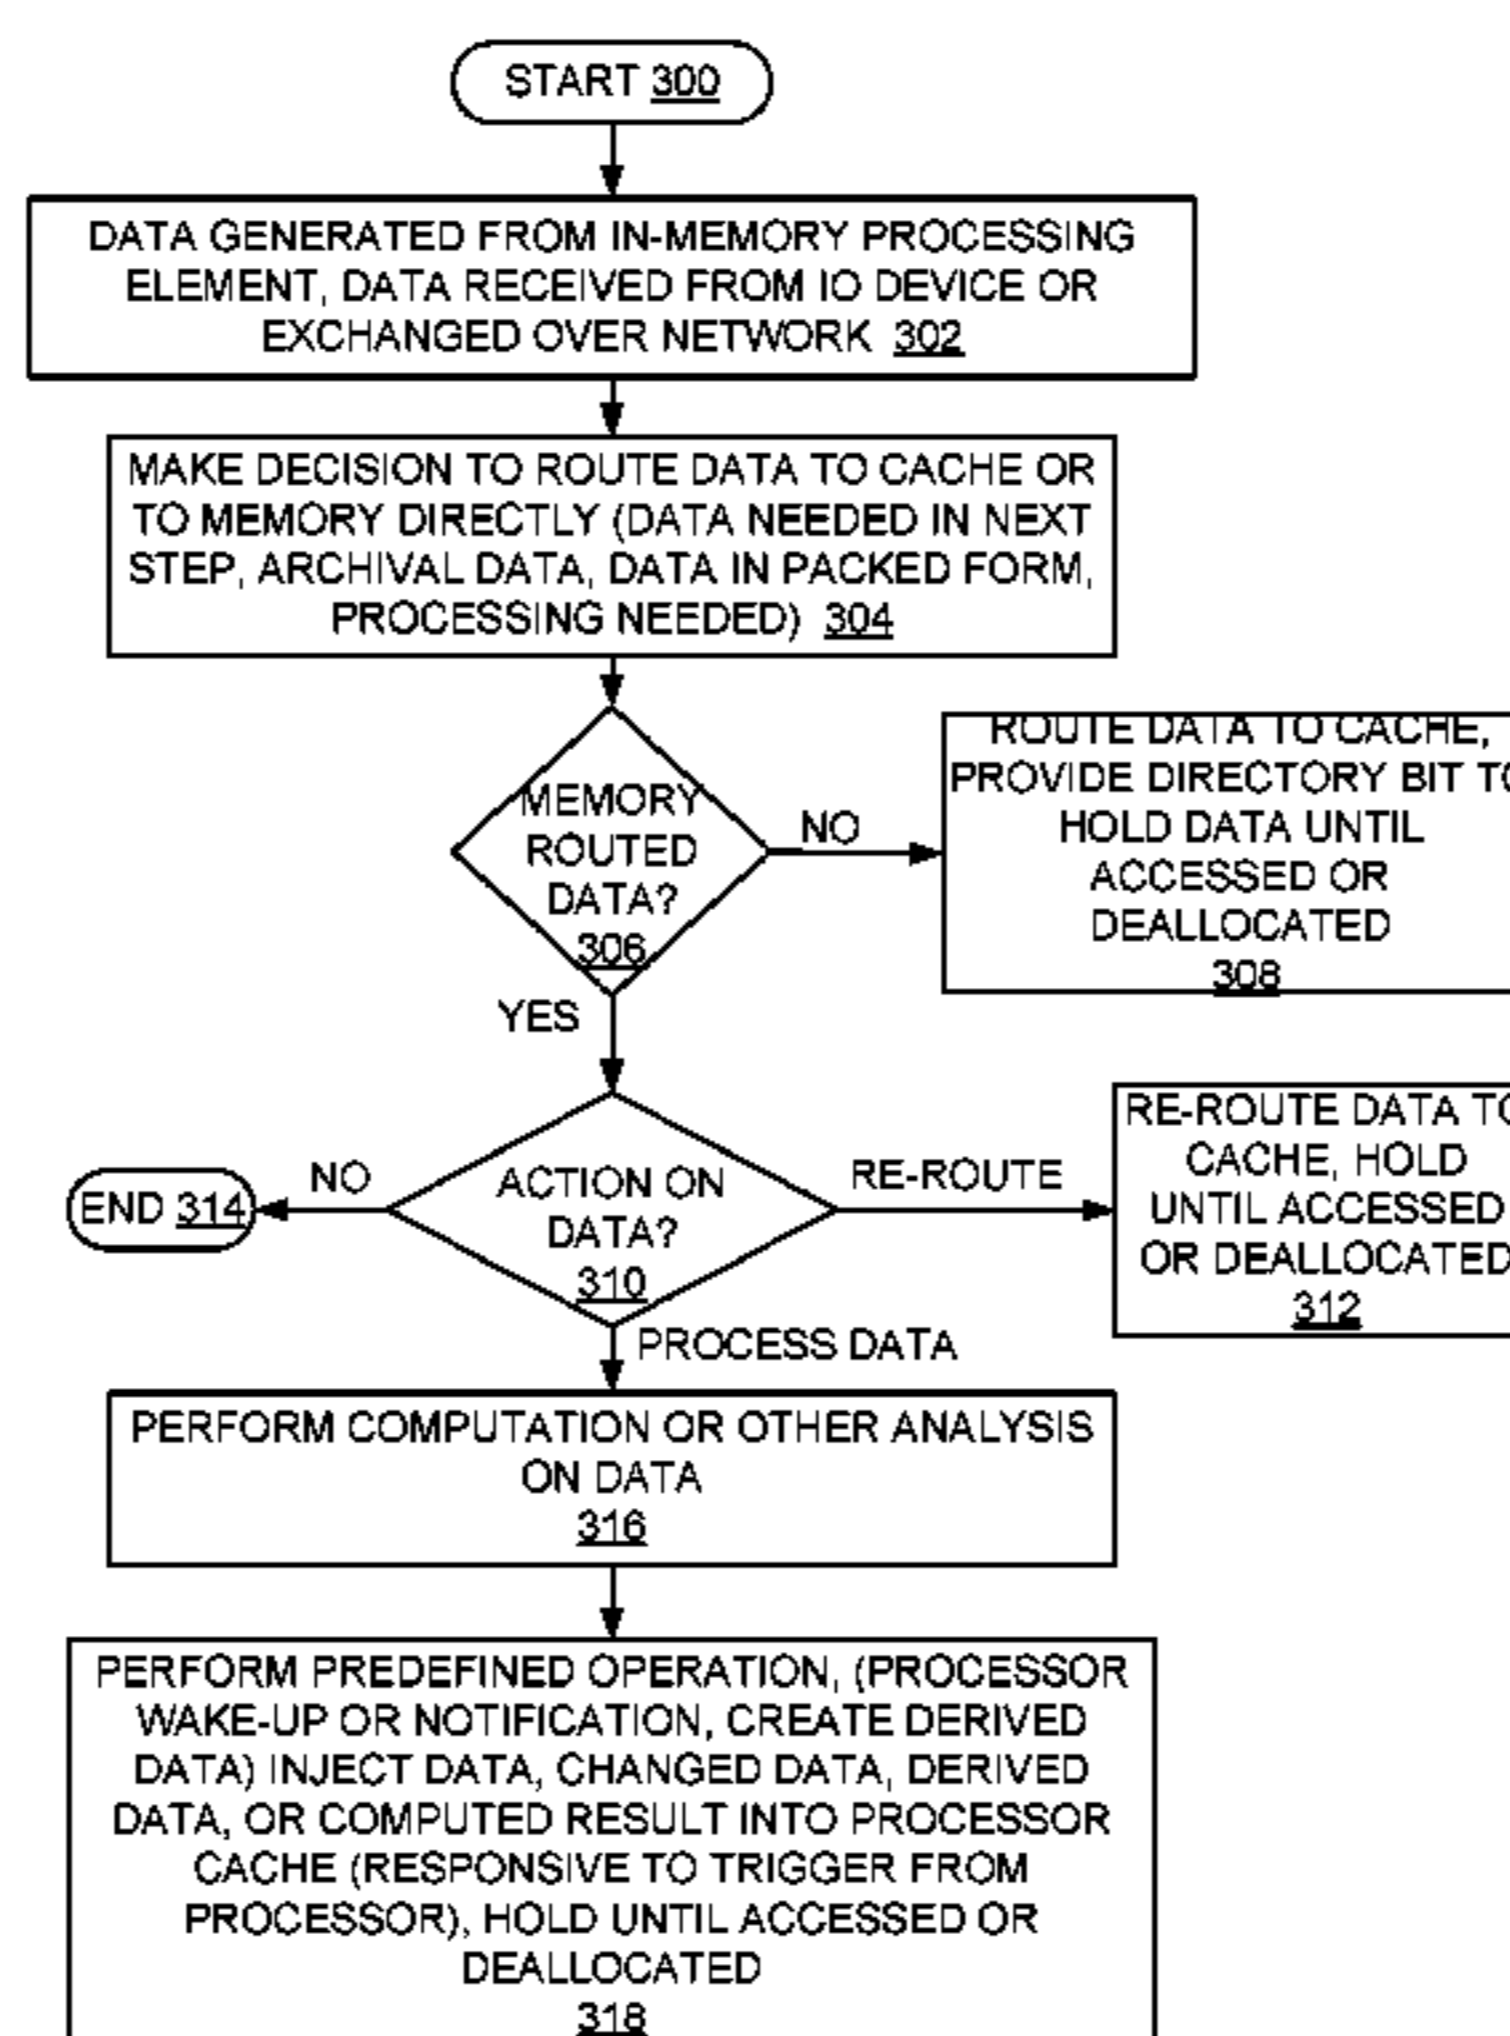 START 300
DATA GENERATED FROM IN-MEMORY PROCESSING
ELEMENT, DATA RECEIVED FROM IO DEVICE OR
EXCHANGED OVER NETWORK 302
MAKE DECISION TO ROUTE DATA TO CACHE OR
TO MEMORY DIRECTLY (DATA NEEDED IN NEXT
STEP, ARCHIVAL DATA, DATA IN PACKED FORM,
PROCESSING NEEDED) 304
MEMORY
ROUTED
DATA?
306
NO
ROUTE DATA TO CACHE,
PROVIDE DIRECTORY BIT TO
HOLD DATA UNTIL
ACCESSED OR
DEALLOCATED
308
YES
ACTION ON
DATA?
310
NO
END 314
RE-ROUTE
RE-ROUTE DATA TO
CACHE, HOLD
UNTIL ACCESSED
OR DEALLOCATED
312
PROCESS DATA
PERFORM COMPUTATION OR OTHER ANALYSIS
ON DATA
316
PERFORM PREDEFINED OPERATION, (PROCESSOR
WAKE-UP OR NOTIFICATION, CREATE DERIVED
DATA) INJECT DATA, CHANGED DATA, DERIVED
DATA, OR COMPUTED RESULT INTO PROCESSOR
CACHE (RESPONSIVE TO TRIGGER FROM
PROCESSOR), HOLD UNTIL ACCESSED OR
DEALLOCATED
318